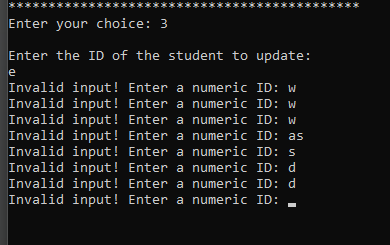 ********************************************
Enter your choice: 3
Enter the ID of the student to update:
e
Invalid input! Enter a numeric ID: w
Invalid input! Enter a numeric ID: w
Invalid input! Enter a numeric ID: w
Invalid input! Enter a numeric ID: as
Invalid input! Enter a numeric ID: s
Invalid input! Enter a numeric ID: d
Invalid input! Enter a numeric ID: d
Invalid input! Enter a numeric ID: